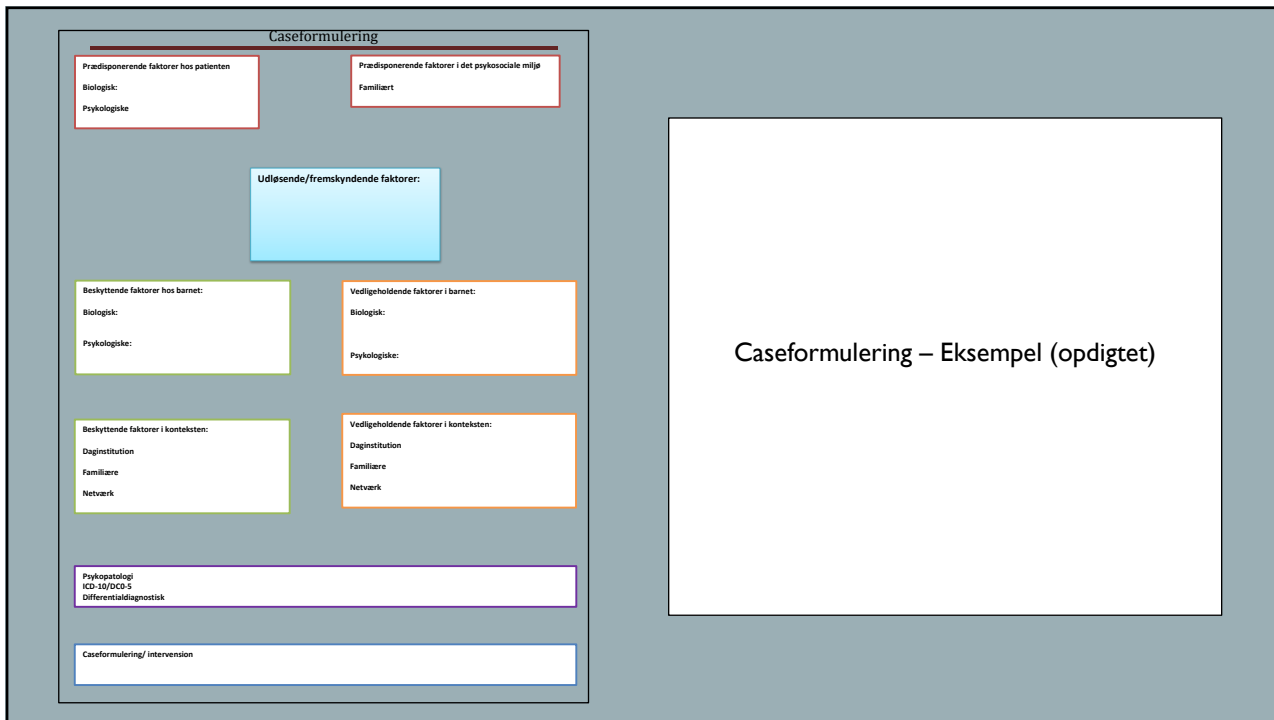 Caseformulering
Prædisponerende faktorer hos patienten
Biologisk:
Psykologiske
Prædisponerende faktorer i det psykosociale miljø
Familiært
Udløsende/fremskyndende faktorer:
Beskyttende faktorer hos barnet:
Biologisk:
Psykologiske:
Vedligeholdende faktorer i barnet:
Biologisk:
Psykologiske:
Beskyttende faktorer i konteksten:
Daginstitution
Familiære
Netværk
Vedligeholdende faktorer i konteksten:
Daginstitution
Familiære
Netværk
Psykopatologi
ICD-10/DC0-5
Differentialdiagnostisk
Caseformulering/ intervension
Caseformulering – Eksempel (opdigtet)